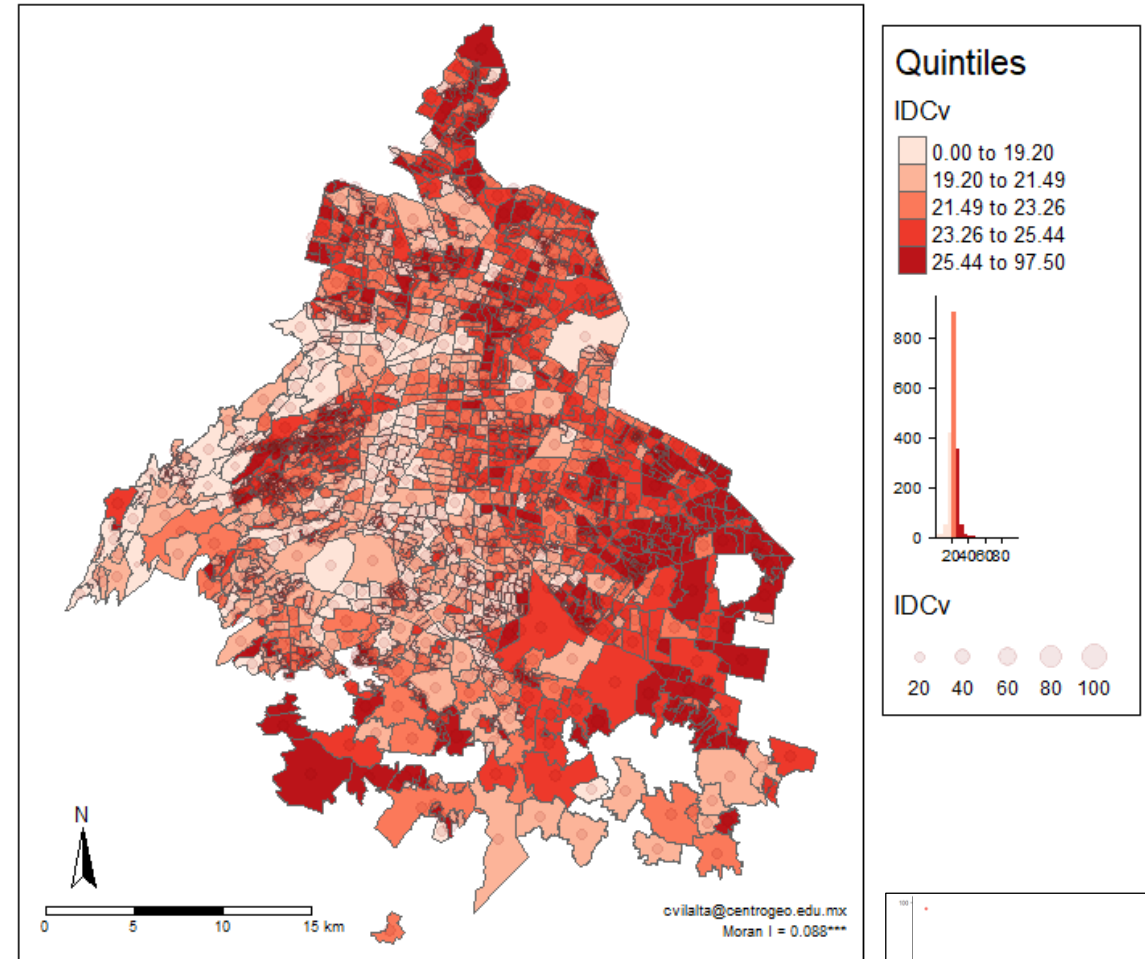 N
0 5 10 15 km
cvilalta@centrogeo.edu.mx
Moran I = 0.088***
Quintiles
IDCv
0.00 to 19.20
19.20 to 21.49
21.49 to 23.26
23.26 to 25.44
25.44 to 97.50
800
600
400
200
0
20406080
IDCv
20 40 60 80 100
100